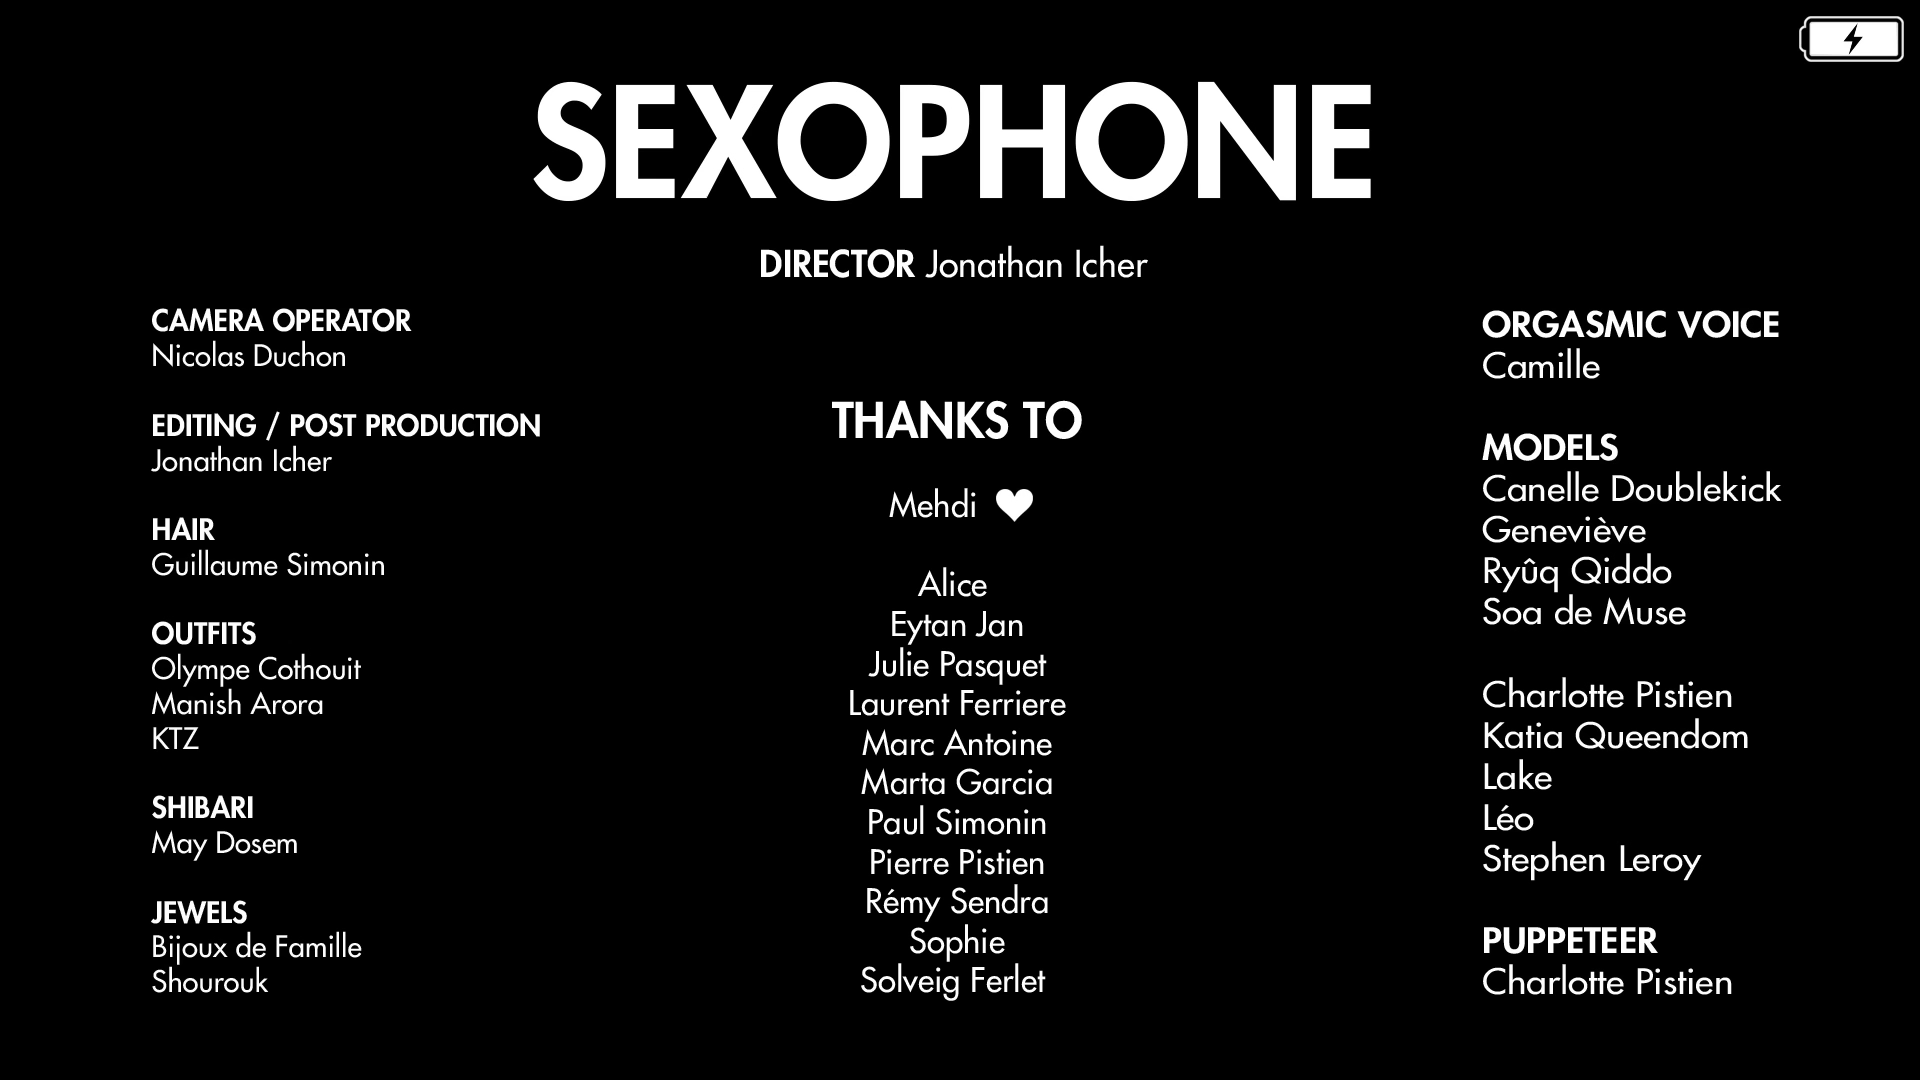 SEXOPHONE
DIRECTOR Jonathan Icher
CAMERA OPERATOR
Nicolas Duchon
EDITING / POST PRODUCTION
Jonathan Icher
HAIR
Guillaume Simonin
OUTFITS
Olympe Cothouit
Manish Arora
KTZ
SHIBARI
May Dosem
JEWELS
Bijoux de Famille
Shourouk
THANKS TO
Mehdi ♥
Alice
Eytan Jan
Julie Pasquet
Laurent Ferriere
Marc Antoine
Marta Garcia
Paul Simonin
Pierre Pistien
Rémy Sendra
Sophie
Solveig Ferlet
ORGASMIC VOICE
Camille
MODELS
Canelle Doublekick
Geneviève
Ryûq Qiddo
Soa de Muse
Charlotte Pistien
Katia Queendom
Lake
Léo
Stephen Leroy
PUPPETEER
Charlotte Pistien